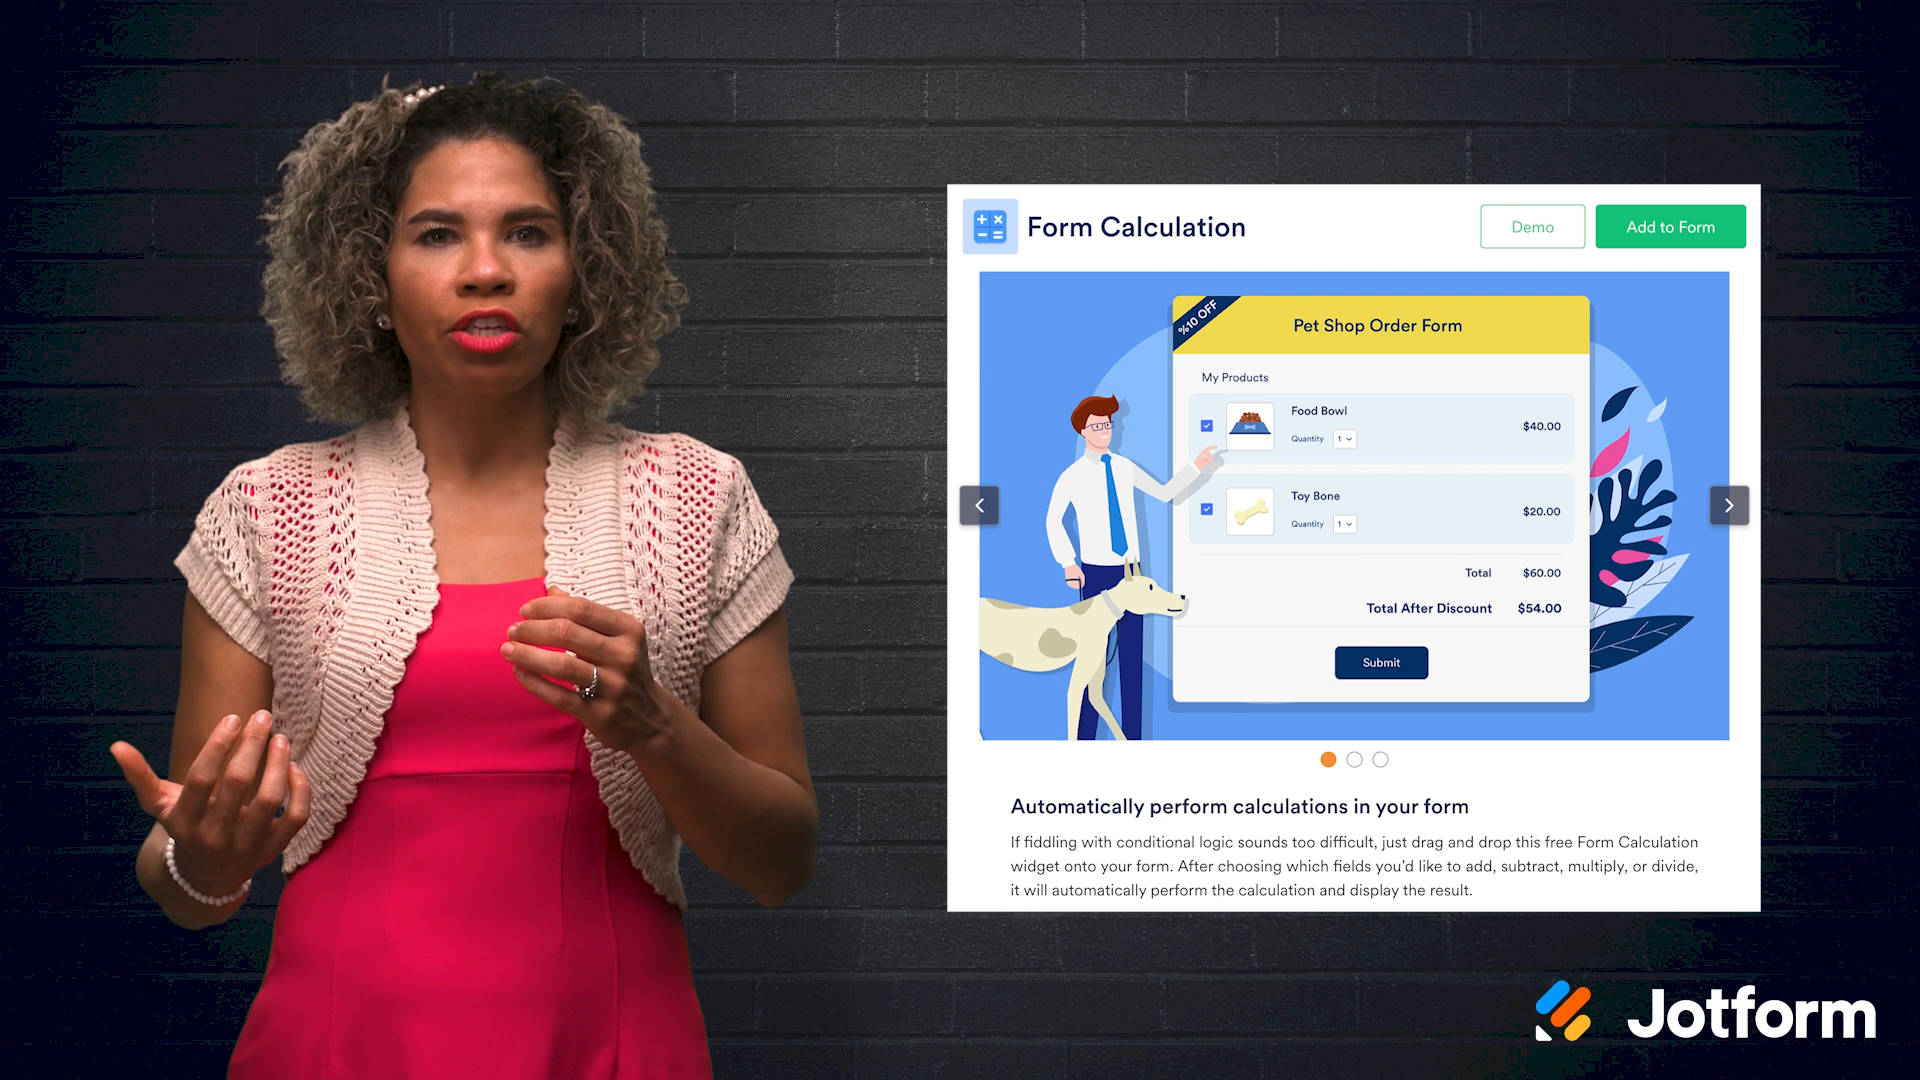 Form Calculation
Demo
Add to Form
%10 OFF
Pet Shop Order Form
My Products
Food Bowl
Quantity 1
$40.00
Toy Bone
Quantity 1
$20.00
Total $60.00
Total After Discount $54.00
Submit
Automatically perform calculations in your form
If fiddling with conditional logic sounds too difficult, just drag and drop this free Form Calculation
widget onto your form. After choosing which fields you'd like to add, subtract, multiply, or divide,
it will automatically perform the calculation and display the result.
Jotform